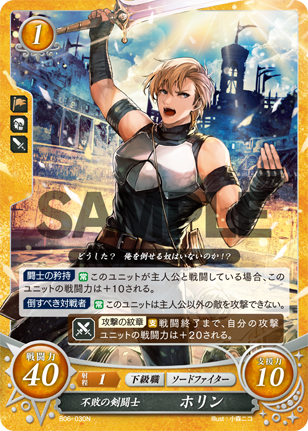 1
SAMPLE
どうした？ 俺を倒せる奴はいないのか!?
闘士の矜持 常 このユニットが主人公と戦闘している場合、このユニットの戦闘力は＋10される。
倒すべき対戦者 常 このユニットは主人公以外の敵を攻撃できない。
攻撃の紋章 支 戦闘終了まで、自分の攻撃
ユニットの戦闘力は＋20される。
戦闘力
40
射程 1 下級職 ソードファイター
不敗の剣闘士 ホリン
支援力
10
B06-030N
Illust：小森ニコ